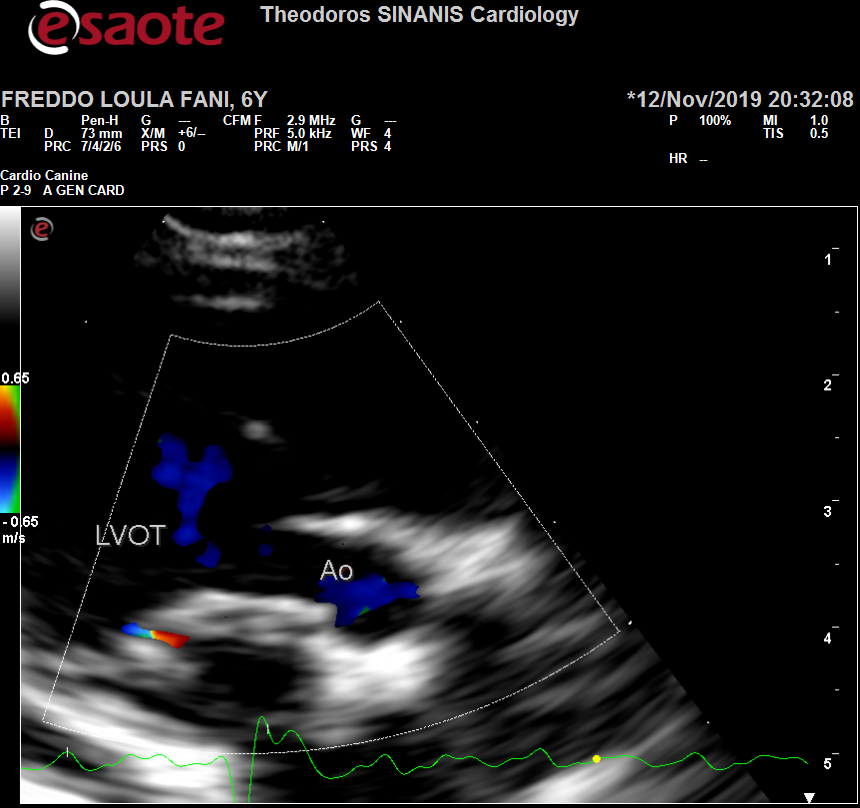 esaote
Theodoros SINANIS Cardiology
FREDDO LOULA FANI, 6Y
*12/Nov/2019 20:32:08
B Pen-H G --- CFM F 2.9 MHz G --- P 100% MI 1.0
TEI D 73 mm X/M +6/-- PRF 5.0 kHz WF 4 TIS 0.5
PRC 7/4/2/6 PRS 0 PRC M/1 PRS 4
HR --
Cardio Canine
P 2-9 A GEN CARD
e
1
0.65
2
3
- 0.65
m/s
LVOT
Ao
4
5